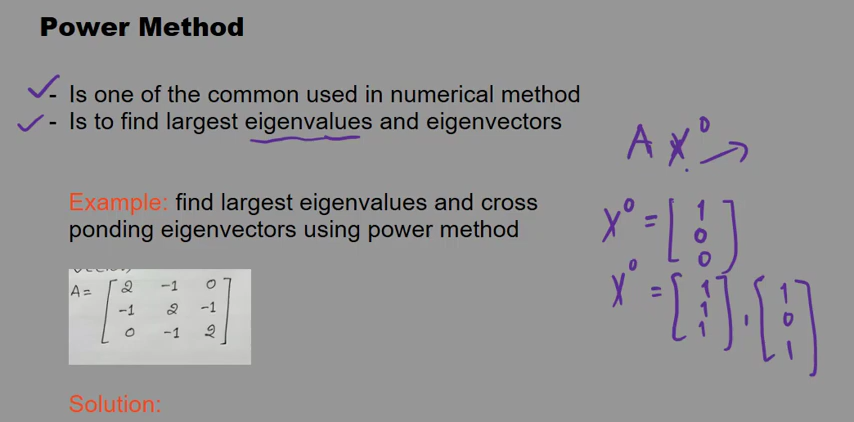 Power Method
- Is one of the common used in numerical method
- Is to find largest eigenvalues and eigenvectors
A X⁰ →
Example: find largest eigenvalues and cross
ponding eigenvectors using power method
X⁰ = [1 0 0]
X⁰ = [1 1 1], [1 0 1]
A= [2 -1 0
-1 2 -1
0 -1 2]
Solution: